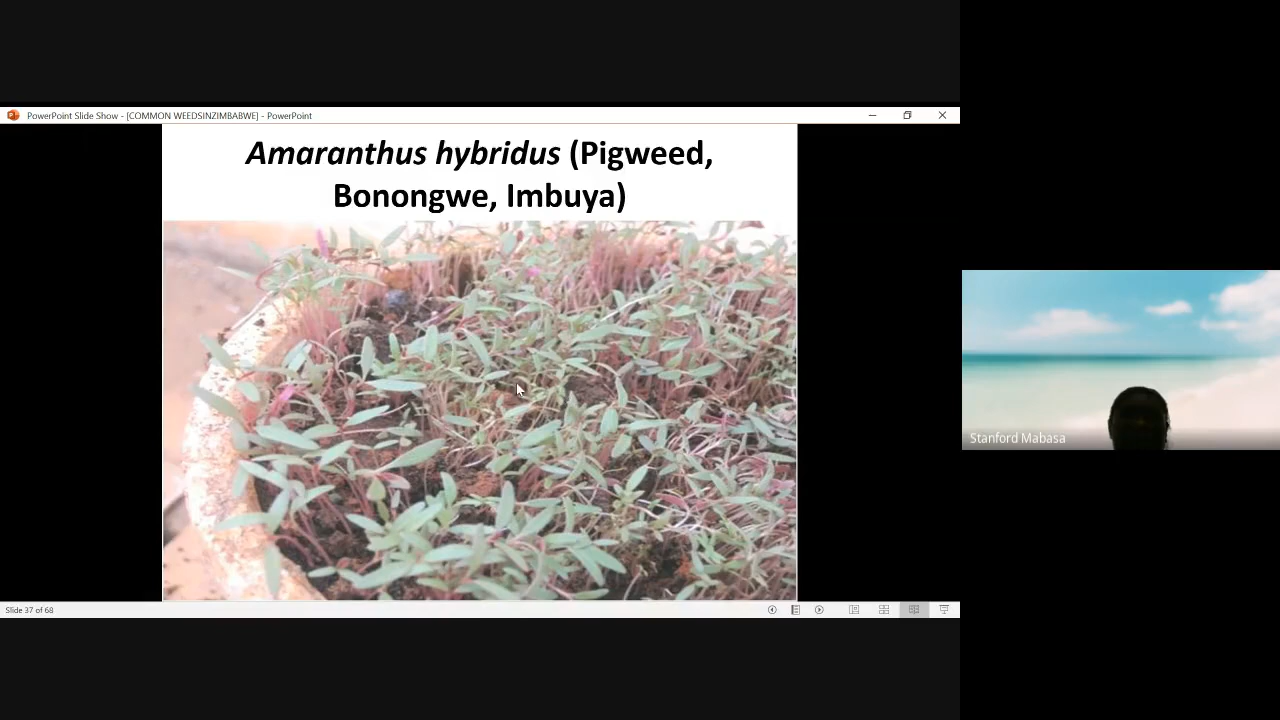 PowerPoint Slide Show - [COMMON WEEDSINZIMBABWE] - PowerPoint
Amaranthus hybridus (Pigweed,
Bonongwe, Imbuya)
Stanford Mabasa
Slide 37 of 68